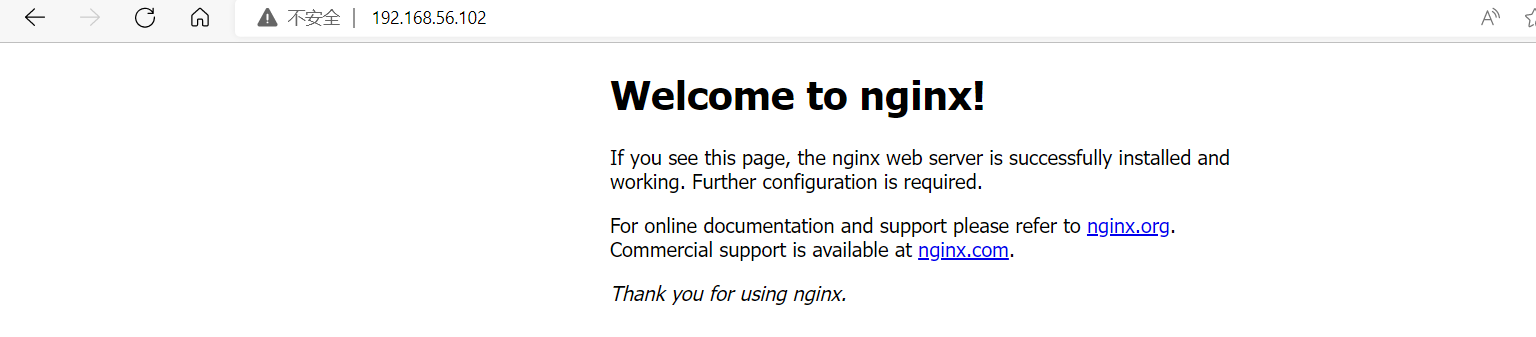 不安全 | 192.168.56.102
Welcome to nginx!
If you see this page, the nginx web server is successfully installed and
working. Further configuration is required.
For online documentation and support please refer to nginx.org.
Commercial support is available at nginx.com.
Thank you for using nginx.